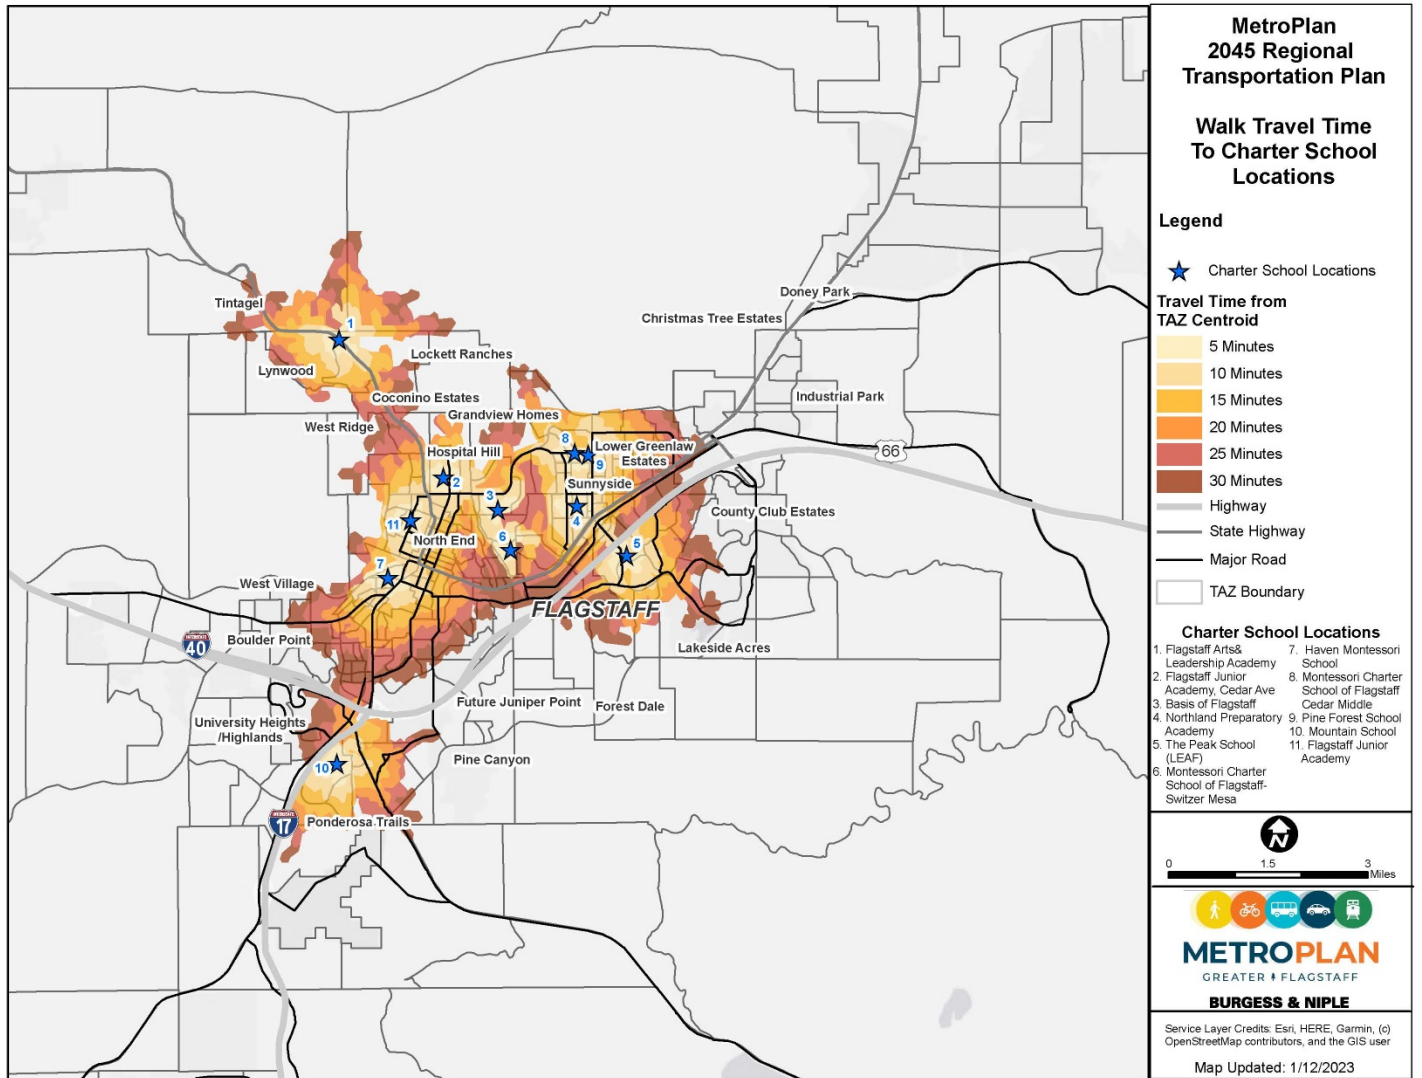 MetroPlan
2045 Regional
Transportation Plan
Walk Travel Time
To Charter School
Locations
Legend
Charter School Locations
Travel Time from
TAZ Centroid
5 Minutes
10 Minutes
15 Minutes
20 Minutes
25 Minutes
30 Minutes
Highway
State Highway
Major Road
TAZ Boundary
Charter School Locations
1. Flagstaff Arts&
Leadership Academy
2. Flagstaff Junior
Academy, Cedar Ave
3. Basis of Flagstaff
4. Northland Preparatory
Academy
5. The Peak School
(LEAF)
6. Montessori Charter
School of Flagstaff-
Switzer Mesa
7. Haven Montessori
School
8. Montessori Charter
School of Flagstaff
Cedar Middle
9. Pine Forest School
10. Mountain School
11. Flagstaff Junior
Academy
N
0 1.5 3
Miles
METROPLAN
GREATER FLAGSTAFF
BURGESS & NIPLE
Service Layer Credits: Esri, HERE, Garmin, (c)
OpenStreetMap contributors, and the GIS user
Map Updated: 1/12/2023
Tintagel
1
Lynwood
Lockett Ranches
Coconino Estates
West Ridge
Grandview Homes
Hospital Hill
2
3
8
9
Lower Greenlaw
Estates
Sunnyside
4
11
North End
6
5
7
West Village
FLAGSTAFF
Boulder Point
INTERSTATE
40
Doney Park
Christmas Tree Estates
Industrial Park
66
County Club Estates
Lakeside Acres
Future Juniper Point
Forest Dale
University Heights
/Highlands
Pine Canyon
10
INTERSTATE
17
Ponderosa Trails